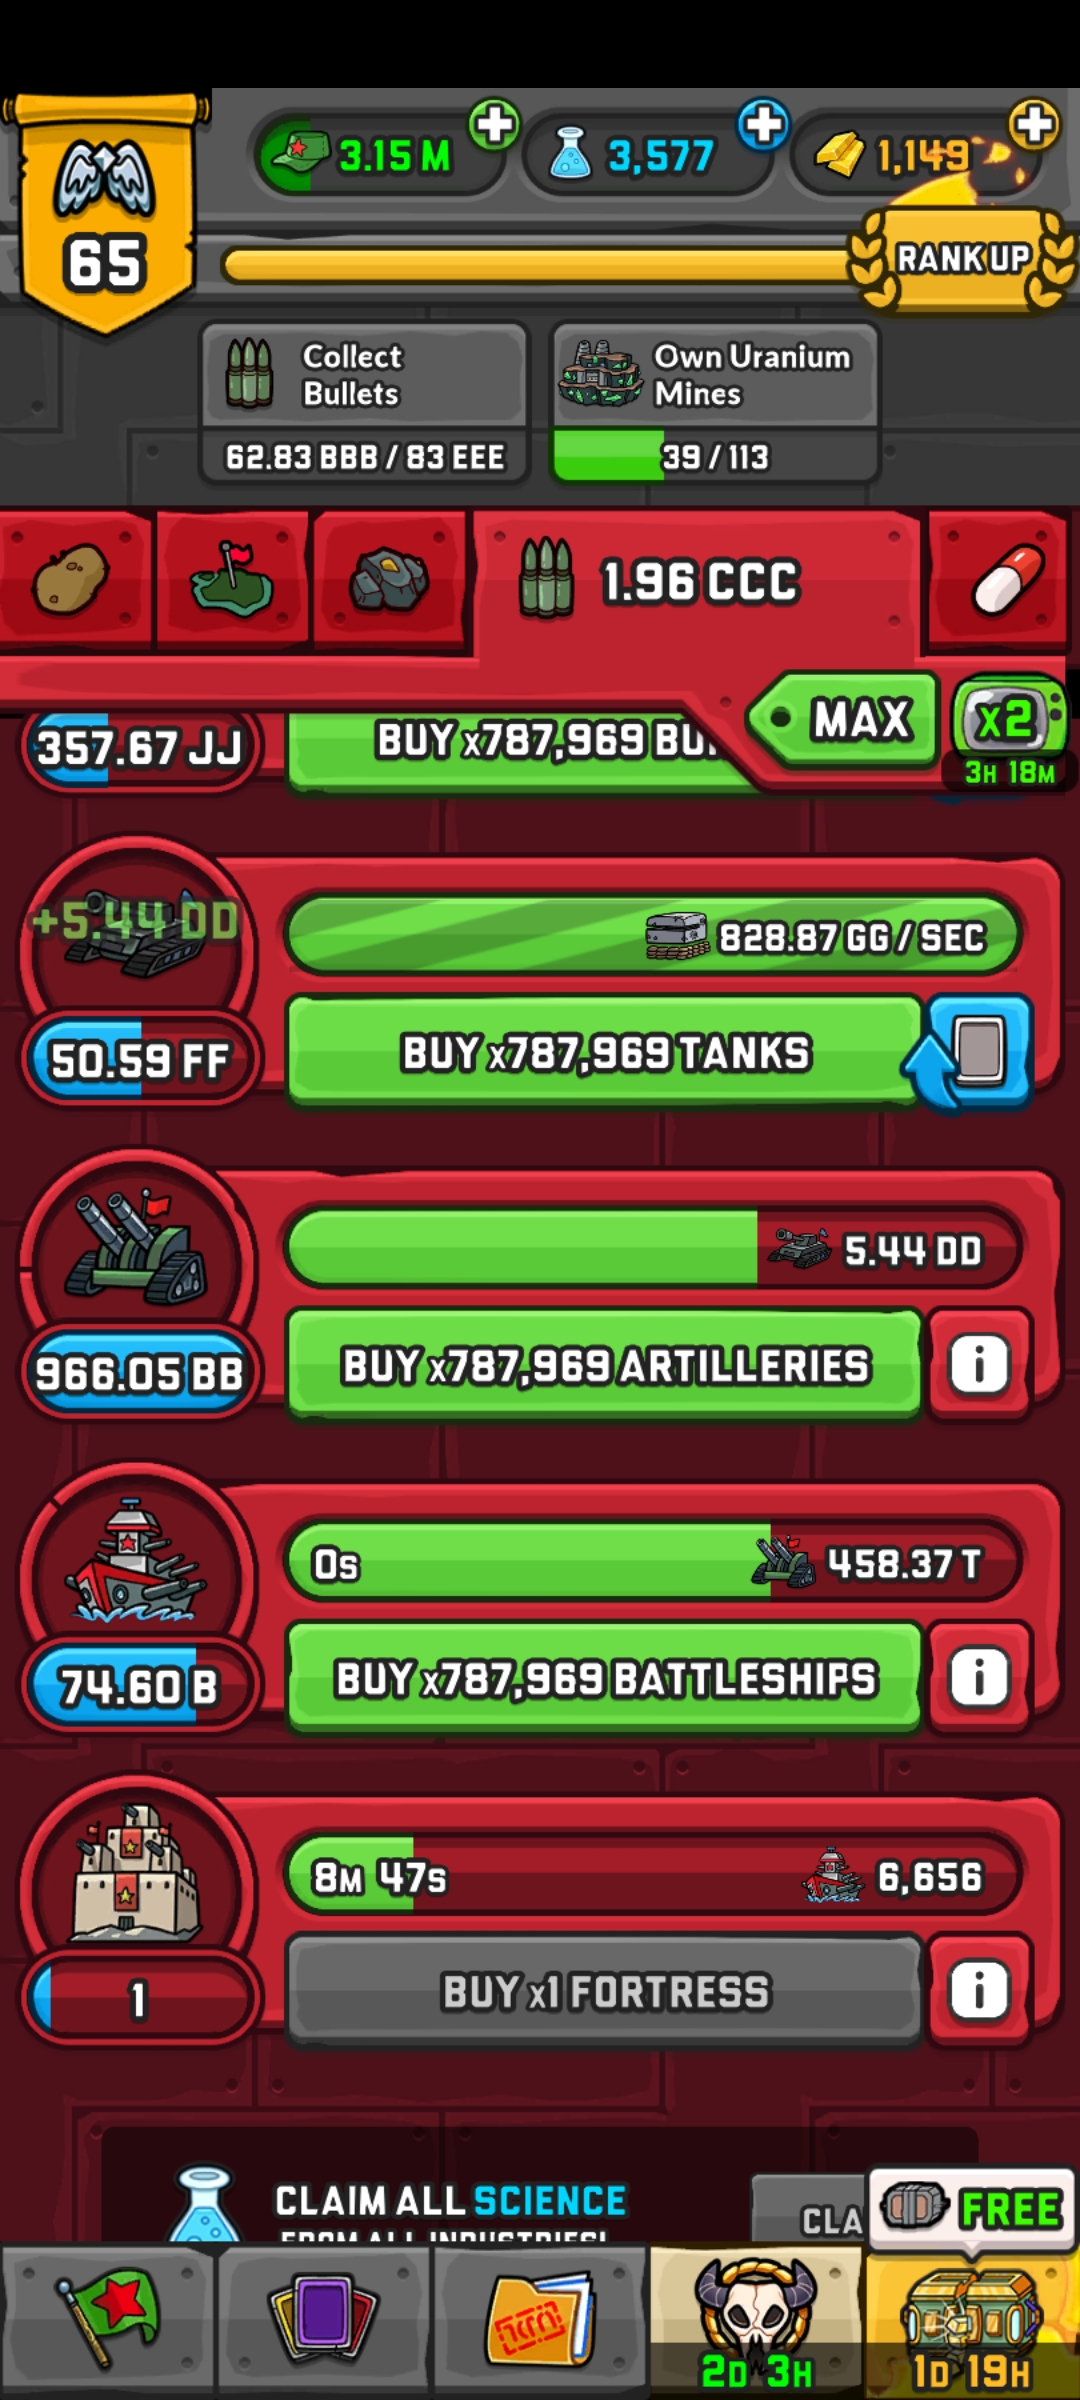 3.15 M
3,577
1,149
65
RANK UP
Collect
Bullets
62.83 BBB / 83 EEE
Own Uranium
Mines
39 / 113
1.96 CCC
MAX
x2
3H 18M
357.67 JJ
BUY x787,969
+5.44 DD
828.87 GG / SEC
50.59 FF
BUY x787,969 TANKS
5.44 DD
966.05 BB
BUY x787,969 ARTILLERIES
i
0s
458.37 T
74.60 B
BUY x787,969 BATTLESHIPS
i
8M 47s
6,656
1
BUY x1 FORTRESS
i
CLAIM ALL SCIENCE
FROM ALL INDUSTRIES!
FREE
2D 3H
1D 19H